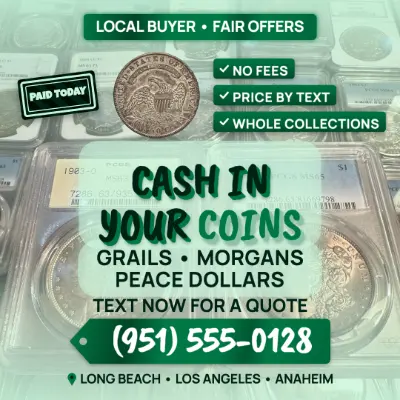 LOCAL BUYER • FAIR OFFERS
PAID TODAY
✓ NO FEES
✓ PRICE BY TEXT
✓ WHOLE COLLECTIONS
CASH IN
YOUR COINS
GRAILS • MORGANS
PEACE DOLLARS
TEXT NOW FOR A QUOTE
(951) 555-0128
LONG BEACH • LOS ANGELES • ANAHEIM